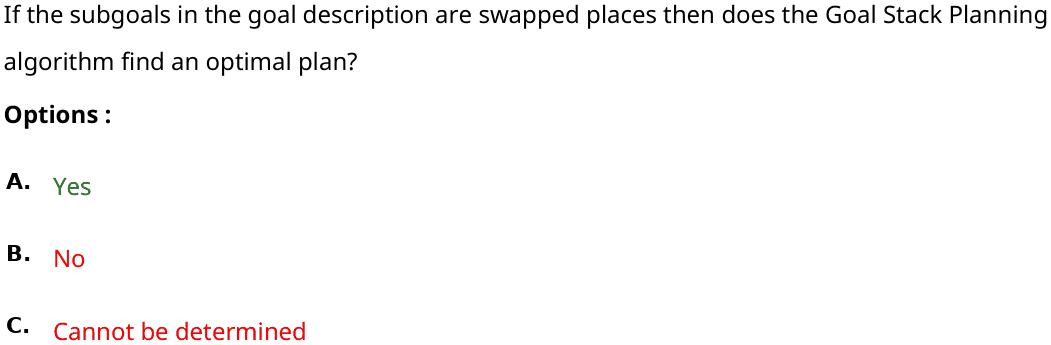 If the subgoals in the goal description are swapped places then does the Goal Stack Planning
algorithm find an optimal plan?
Options :
A. Yes
B. No
C. Cannot be determined